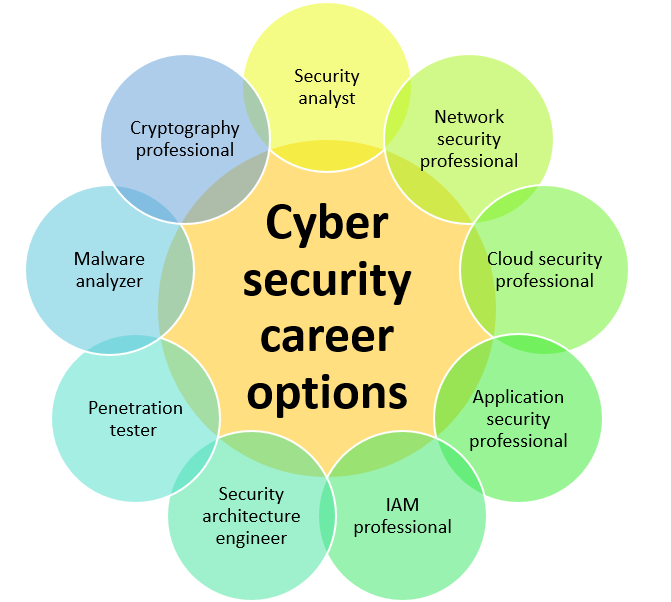 Cyber
security
career
options
Security
analyst
Network
security
professional
Cloud security
professional
Application
security
professional
IAM
professional
Security
architecture
engineer
Penetration
tester
Malware
analyzer
Cryptography
professional